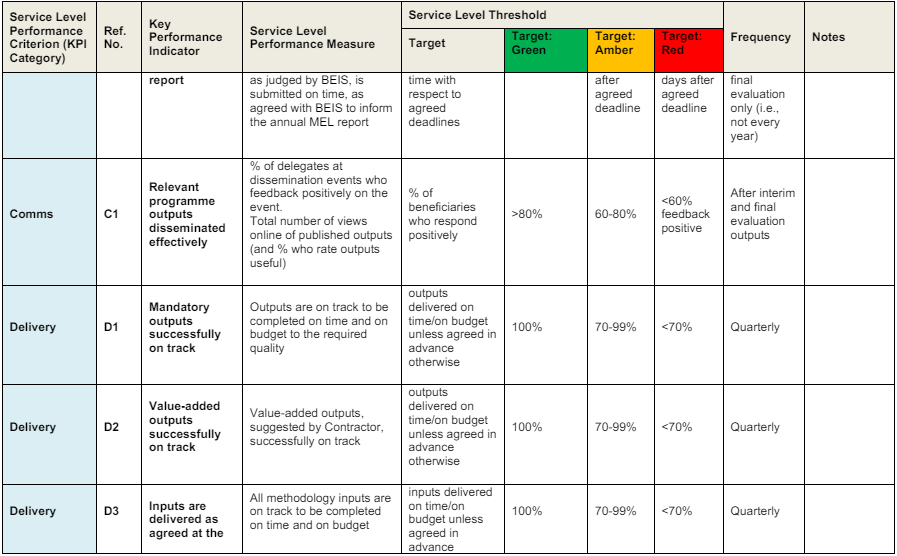 Service Level
Performance
Criterion (KPI
Category)
Ref.
No.
Key
Performance
Indicator
Service Level
Performance Measure
Service Level Threshold
Target
Target:
Green
Target:
Amber
Target:
Red
Frequency
Notes
report
as judged by BEIS, is
submitted on time, as
agreed with BEIS to inform
the annual MEL report
time with
respect to
agreed
deadlines
after
agreed
deadline
days after
agreed
deadline
final
evaluation
only (i.e.,
not every
year)
Comms
C1
Relevant
programme
outputs
disseminated
effectively
% of delegates at
dissemination events who
feedback positively on the
event.
Total number of views
online of published outputs
(and % who rate outputs
useful)
% of
beneficiaries
who respond
positively
>80%
60-80%
<60%
feedback
positive
After interim
and final
evaluation
outputs
Delivery
D1
Mandatory
outputs
successfully
on track
Outputs are on track to be
completed on time and on
budget to the required
quality
outputs
delivered on
time/on budget
unless agreed in
advance
otherwise
100%
70-99%
<70%
Quarterly
Delivery
D2
Value-added
outputs
successfully
on track
Value-added outputs,
suggested by Contractor,
successfully on track
outputs
delivered on
time/on budget
unless agreed in
advance
otherwise
100%
70-99%
<70%
Quarterly
Delivery
D3
Inputs are
delivered as
agreed at the
All methodology inputs are
on track to be completed
on time and on budget
inputs delivered
on time/on
budget unless
agreed in
advance
100%
70-99%
<70%
Quarterly